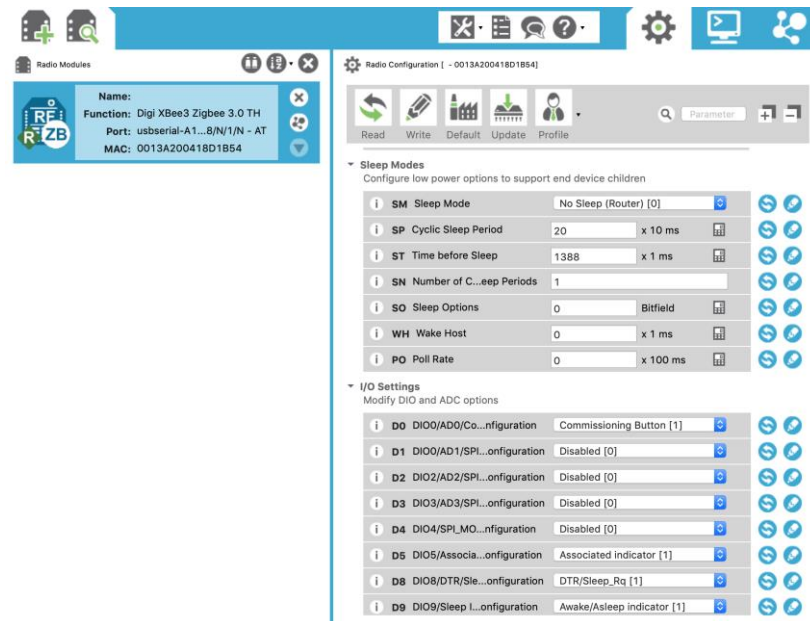 Radio Modules
Name:
Function: Digi XBee3 Zigbee 3.0 TH
Port: usbserial-A1...8/N/1/N - AT
MAC: 0013A200418D1B54
RF
R ZB
Radio Configuration [ - 0013A200418D1B54]
Read Write Default Update Profile
Parameter
Sleep Modes
Configure low power options to support end device children
i SM Sleep Mode No Sleep (Router) [0]
i SP Cyclic Sleep Period 20 x 10 ms
i ST Time before Sleep 1388 x 1 ms
i SN Number of C...eep Periods 1
i SO Sleep Options 0 Bitfield
i WH Wake Host 0 x 1 ms
i PO Poll Rate 0 x 100 ms
I/O Settings
Modify DIO and ADC options
i D0 DIO0/AD0/Co...nfiguration Commissioning Button [1]
i D1 DIO0/AD1/SPI...onfiguration Disabled [0]
i D2 DIO2/AD2/SPI...onfiguration Disabled [0]
i D3 DIO3/AD3/SPI...onfiguration Disabled [0]
i D4 DIO4/SPI_MO...nfiguration Disabled [0]
i D5 DIO5/Associa...onfiguration Associated indicator [1]
i D8 DIO8/DTR/Sle...onfiguration DTR/Sleep_Rq [1]
i D9 DIO9/Sleep I...onfiguration Awake/Asleep indicator [1]